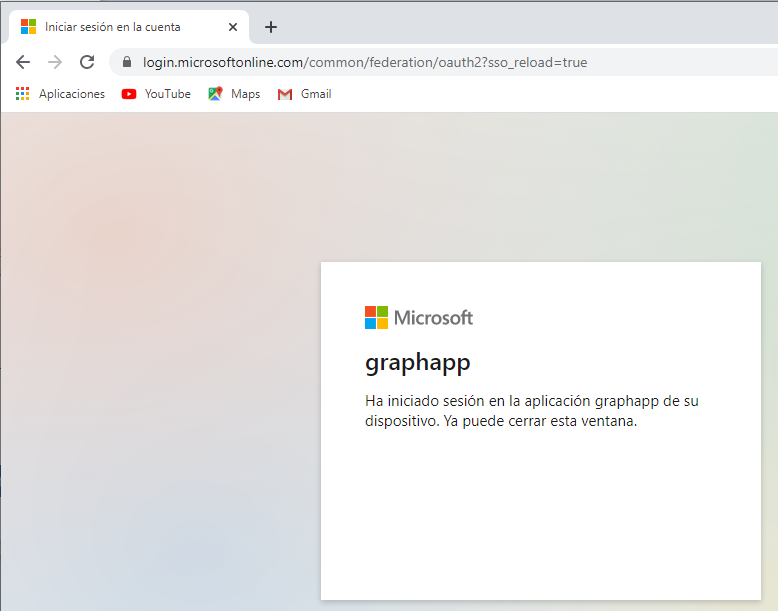 Iniciar sesión en la cuenta
login.microsoftonline.com/common/federation/oauth2?sso_reload=true
Aplicaciones YouTube Maps Gmail
Microsoft
graphapp
Ha iniciado sesión en la aplicación graphapp de su
dispositivo. Ya puede cerrar esta ventana.